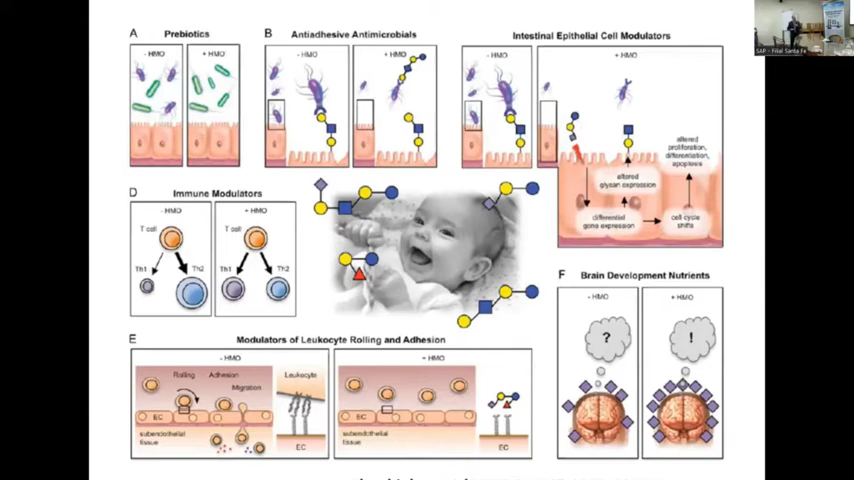 A Prebiotics
- HMO
+ HMO
B Antiadhesive Antimicrobials
- HMO
+ HMO
Intestinal Epithelial Cell Modulators
- HMO
+ HMO
altered
proliferation,
differentiation,
apoptosis
altered
glycan expression
differential
gene expression
cell cycle
shifts
D Immune Modulators
- HMO
T cell
Th1
Th2
+ HMO
T cell
Th1
Th2
E Modulators of Leukocyte Rolling and Adhesion
- HMO
Rolling
Adhesion
Migration
EC
subendothelial
tissue
Leukocyte
EC
+ HMO
EC
subendothelial
tissue
EC
F Brain Development Nutrients
- HMO
?
+ HMO
!
SAP - Filial Santa Fe